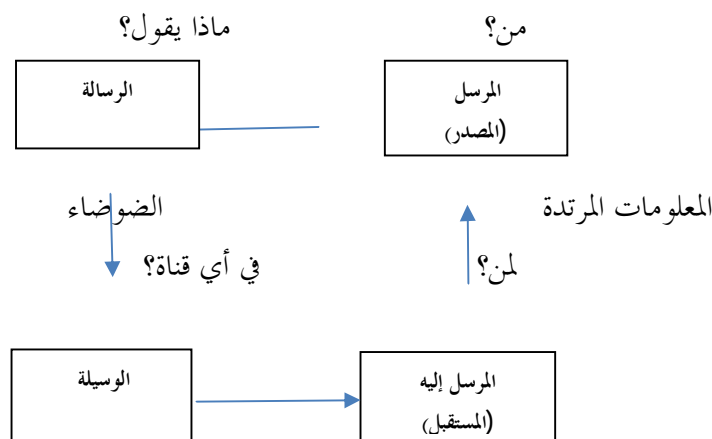 من؟
ماذا يقول؟
المرسل
(المصدر)
الرسالة
المعلومات المرتدة
الضوضاء
لمن؟
في أي قناة؟
المرسل إليه
(المستقبل)
الوسيلة